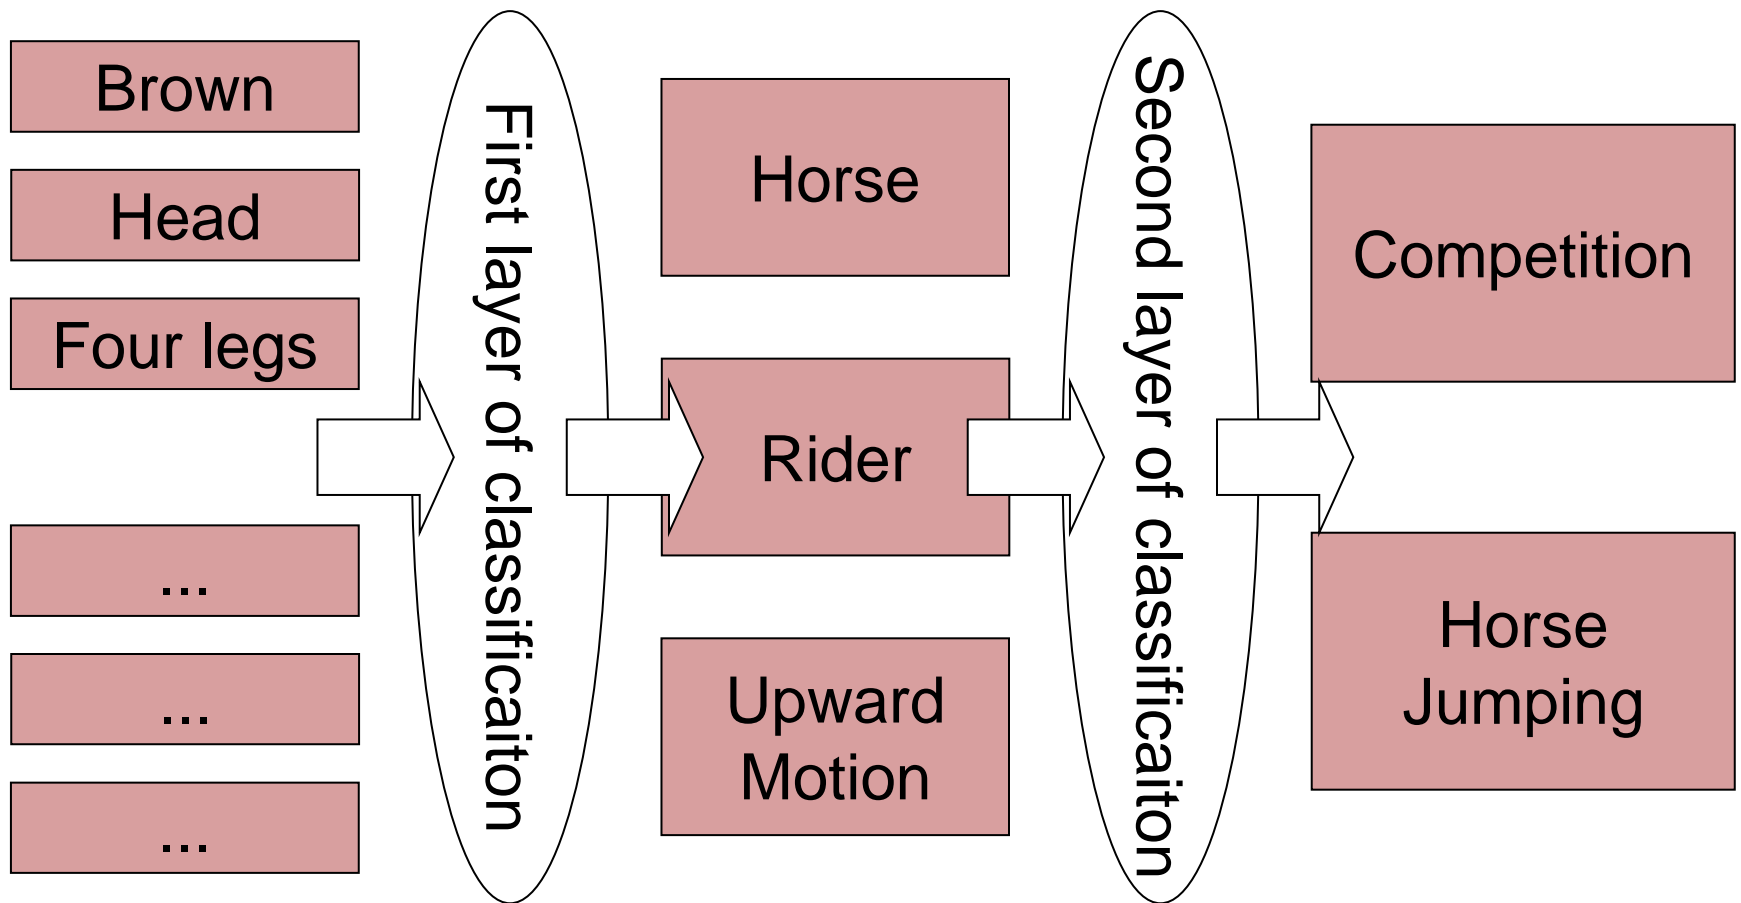 Brown
Head
Four legs
...
...
...
First layer of classificaiton
Horse
Rider
Upward
Motion
Second layer of classificaiton
Competition
Horse
Jumping